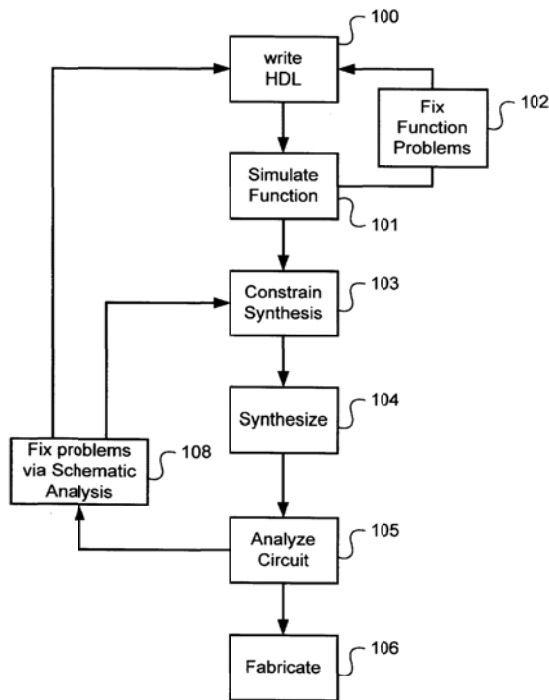 100
write
HDL
Fix
Function
Problems
102
Simulate
Function
101
Constrain
Synthesis
103
Synthesize
104
Fix problems
via Schematic
Analysis
108
Analyze
Circuit
105
Fabricate
106